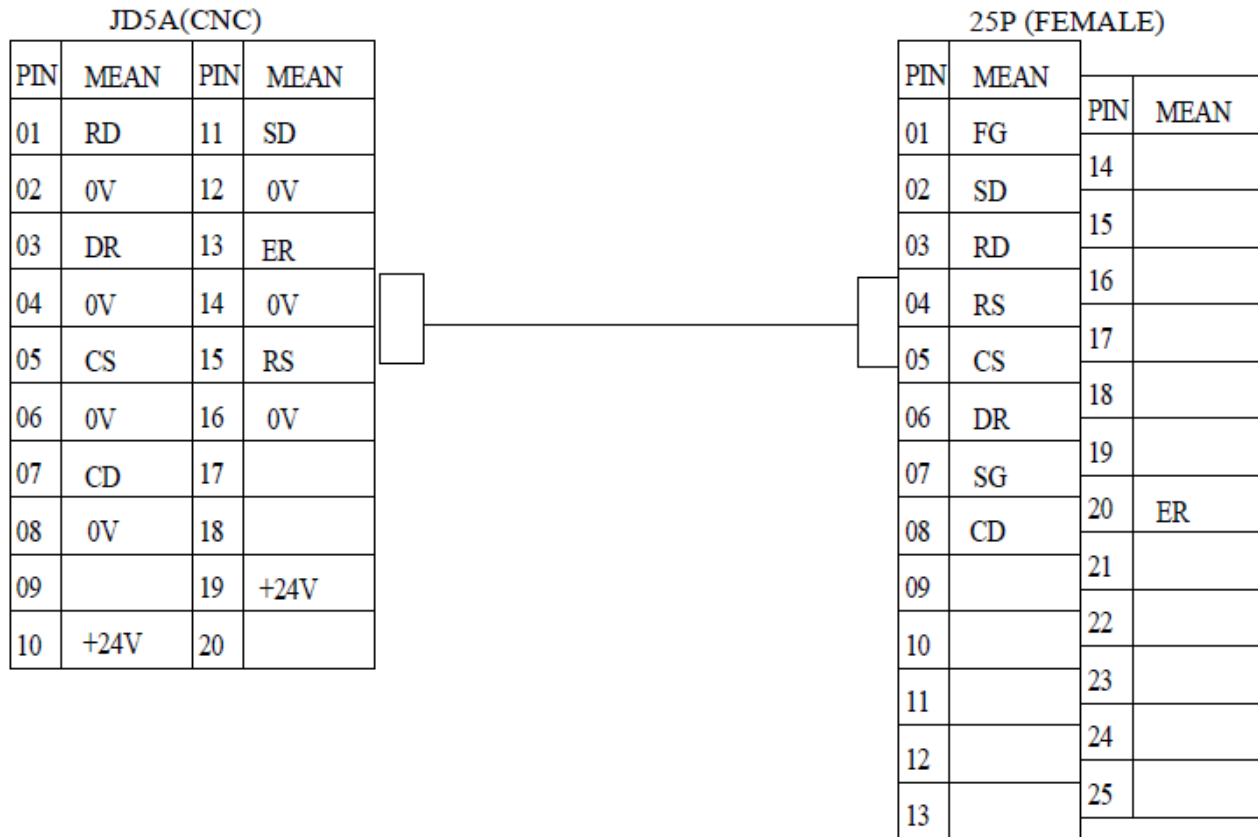 JD5A(CNC)
PIN MEAN PIN MEAN
01 RD 11 SD
02 0V 12 0V
03 DR 13 ER
04 0V 14 0V
05 CS 15 RS
06 0V 16 0V
07 CD 17
08 0V 18
09 19 +24V
10 +24V 20
25P (FEMALE)
PIN MEAN
01 FG
02 SD
03 RD
04 RS
05 CS
06 DR
07 SG
08 CD
09
10
11
12
13
PIN MEAN
14
15
16
17
18
19
20 ER
21
22
23
24
25